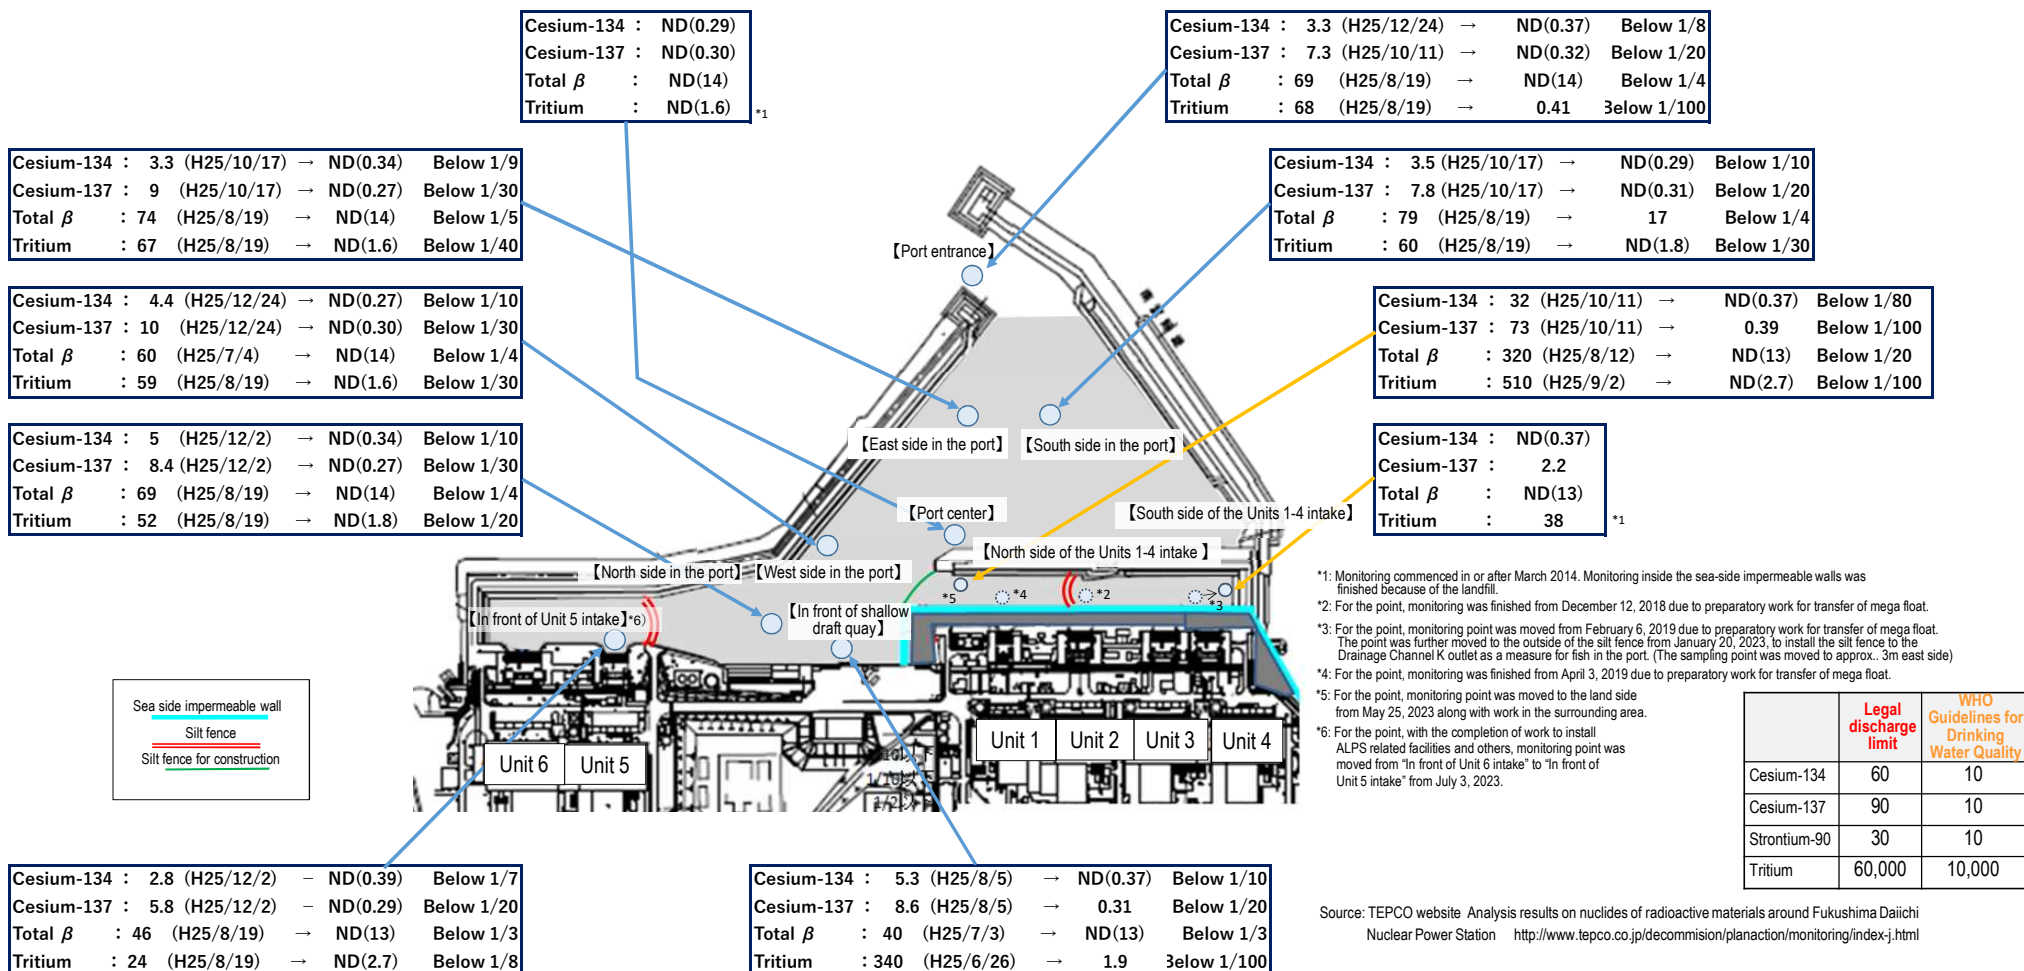 Cesium-134 : ND(0.29)
Cesium-137 : ND(0.30)
Total β : ND(14)
Tritium : ND(1.6) *1
Cesium-134 : 3.3 (H25/12/24) → ND(0.37) Below 1/8
Cesium-137 : 7.3 (H25/10/11) → ND(0.32) Below 1/20
Total β : 69 (H25/8/19) → ND(14) Below 1/4
Tritium : 68 (H25/8/19) → 0.41 Below 1/100
Cesium-134 : 3.3 (H25/10/17) → ND(0.34) Below 1/9
Cesium-137 : 9 (H25/10/17) → ND(0.27) Below 1/30
Total β : 74 (H25/8/19) → ND(14) Below 1/5
Tritium : 67 (H25/8/19) → ND(1.6) Below 1/40
Cesium-134 : 3.5 (H25/10/17) → ND(0.29) Below 1/10
Cesium-137 : 7.8 (H25/10/17) → ND(0.31) Below 1/20
Total β : 79 (H25/8/19) → 17 Below 1/4
Tritium : 60 (H25/8/19) → ND(1.8) Below 1/30
Cesium-134 : 4.4 (H25/12/24) → ND(0.27) Below 1/10
Cesium-137 : 10 (H25/12/24) → ND(0.30) Below 1/30
Total β : 60 (H25/7/4) → ND(14) Below 1/4
Tritium : 59 (H25/8/19) → ND(1.6) Below 1/30
Cesium-134 : 32 (H25/10/11) → ND(0.37) Below 1/80
Cesium-137 : 73 (H25/10/11) → 0.39 Below 1/100
Total β : 320 (H25/8/12) → ND(13) Below 1/20
Tritium : 510 (H25/9/2) → ND(2.7) Below 1/100
Cesium-134 : 5 (H25/12/2) → ND(0.34) Below 1/10
Cesium-137 : 8.4 (H25/12/2) → ND(0.27) Below 1/30
Total β : 69 (H25/8/19) → ND(14) Below 1/4
Tritium : 52 (H25/8/19) → ND(1.8) Below 1/20
Cesium-134 : ND(0.37)
Cesium-137 : 2.2
Total β : ND(13)
Tritium : 38 *1
【Port entrance】
【East side in the port】
【South side in the port】
【Port center】
【South side of the Units 1-4 intake】
【North side of the Units 1-4 intake】
【North side in the port】
【West side in the port】
*5
*4
*2
*3
【In front of Unit 5 intake】*6)
【In front of shallow
draft quay】
Unit 6
Unit 5
Unit 1
Unit 2
Unit 3
Unit 4
Sea side impermeable wall
Silt fence
Silt fence for construction
*1: Monitoring commenced in or after March 2014. Monitoring inside the sea-side impermeable walls was
finished because of the landfill.
*2: For the point, monitoring was finished from December 12, 2018 due to preparatory work for transfer of mega float.
*3: For the point, monitoring point was moved from February 6, 2019 due to preparatory work for transfer of mega float.
The point was further moved to the outside of the silt fence from January 20, 2023, to install the silt fence to the
Drainage Channel K outlet as a measure for fish in the port. (The sampling point was moved to approx.. 3m east side)
*4: For the point, monitoring was finished from April 3, 2019 due to preparatory work for transfer of mega float.
*5: For the point, monitoring point was moved to the land side
from May 25, 2023 along with work in the surrounding area.
*6: For the point, with the completion of work to install
ALPS related facilities and others, monitoring point was
moved from “In front of Unit 6 intake” to “In front of
Unit 5 intake” from July 3, 2023.
Legal discharge limit
WHO Guidelines for Drinking Water Quality
Cesium-134 60 10
Cesium-137 90 10
Strontium-90 30 10
Tritium 60,000 10,000
Cesium-134 : 2.8 (H25/12/2) – ND(0.39) Below 1/7
Cesium-137 : 5.8 (H25/12/2) – ND(0.29) Below 1/20
Total β : 46 (H25/8/19) → ND(13) Below 1/3
Tritium : 24 (H25/8/19) → ND(2.7) Below 1/8
Cesium-134 : 5.3 (H25/8/5) → ND(0.37) Below 1/10
Cesium-137 : 8.6 (H25/8/5) → 0.31 Below 1/20
Total β : 40 (H25/7/3) → ND(13) Below 1/3
Tritium : 340 (H25/6/26) → 1.9 Below 1/100
Source: TEPCO website Analysis results on nuclides of radioactive materials around Fukushima Daiichi
Nuclear Power Station http://www.tepco.co.jp/decommision/planaction/monitoring/index-j.html